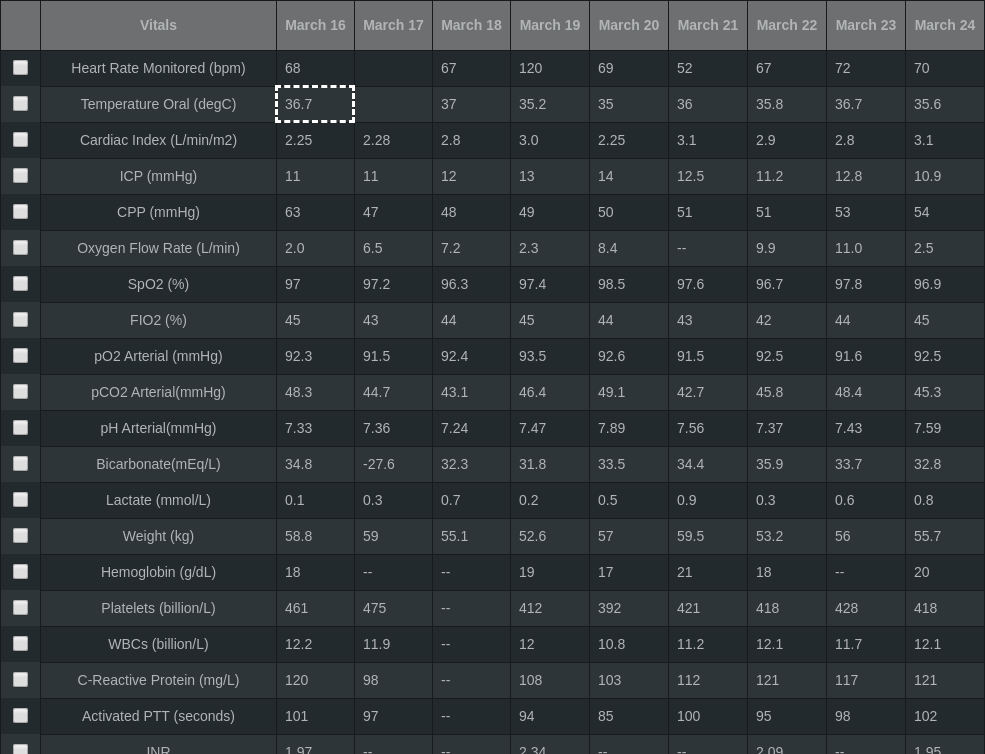 Vitals March 16 March 17 March 18 March 19 March 20 March 21 March 22 March 23 March 24
Heart Rate Monitored (bpm) 68 67 120 69 52 67 72 70
Temperature Oral (degC) 36.7 37 35.2 35 36 35.8 36.7 35.6
Cardiac Index (L/min/m2) 2.25 2.28 2.8 3.0 2.25 3.1 2.9 2.8 3.1
ICP (mmHg) 11 11 12 13 14 12.5 11.2 12.8 10.9
CPP (mmHg) 63 47 48 49 50 51 51 53 54
Oxygen Flow Rate (L/min) 2.0 6.5 7.2 2.3 8.4 -- 9.9 11.0 2.5
SpO2 (%) 97 97.2 96.3 97.4 98.5 97.6 96.7 97.8 96.9
FIO2 (%) 45 43 44 45 44 43 42 44 45
pO2 Arterial (mmHg) 92.3 91.5 92.4 93.5 92.6 91.5 92.5 91.6 92.5
pCO2 Arterial(mmHg) 48.3 44.7 43.1 46.4 49.1 42.7 45.8 48.4 45.3
pH Arterial(mmHg) 7.33 7.36 7.24 7.47 7.89 7.56 7.37 7.43 7.59
Bicarbonate(mEq/L) 34.8 -27.6 32.3 31.8 33.5 34.4 35.9 33.7 32.8
Lactate (mmol/L) 0.1 0.3 0.7 0.2 0.5 0.9 0.3 0.6 0.8
Weight (kg) 58.8 59 55.1 52.6 57 59.5 53.2 56 55.7
Hemoglobin (g/dL) 18 -- -- 19 17 21 18 -- 20
Platelets (billion/L) 461 475 -- 412 392 421 418 428 418
WBCs (billion/L) 12.2 11.9 -- 12 10.8 11.2 12.1 11.7 12.1
C-Reactive Protein (mg/L) 120 98 -- 108 103 112 121 117 121
Activated PTT (seconds) 101 97 -- 94 85 100 95 98 102
INR 1.97 -- -- 2.34 -- -- 2.09 -- 1.95